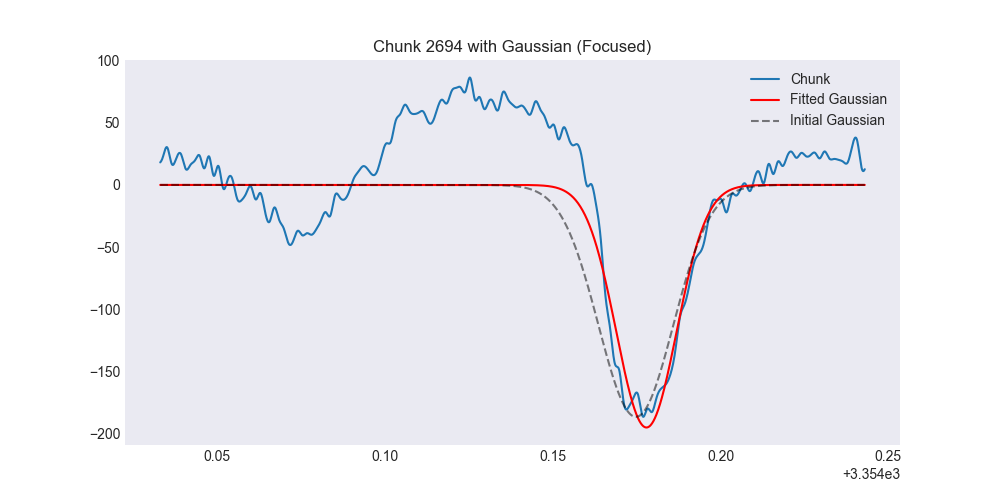 Chunk 2694 with Gaussian (Focused)
100
50
0
−50
−100
−150
−200
Chunk
Fitted Gaussian
Initial Gaussian
0.05 0.10 0.15 0.20 0.25
+3.354e3